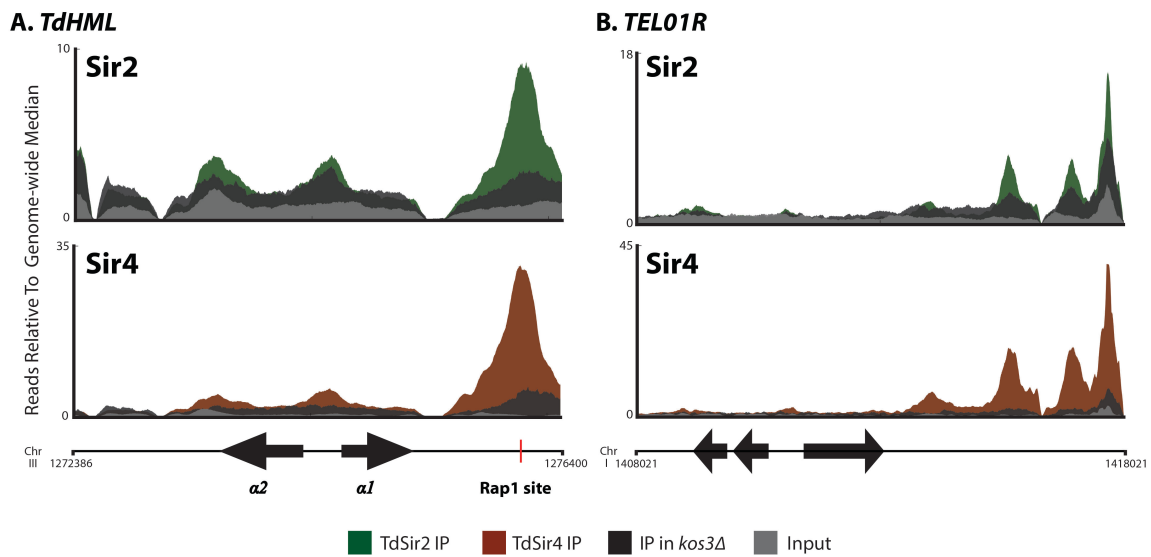 A. TdHML
B. TEL01R
Reads Relative To Genome-wide Median
10
Sir2
0
18
Sir2
0
35
Sir4
0
45
Sir4
0
Chr
III
1272386
1276400
α2
α1
Rap1 site
Chr
I
1408021
1418021
TdSir2 IP
TdSir4 IP
IP in kos3Δ
Input